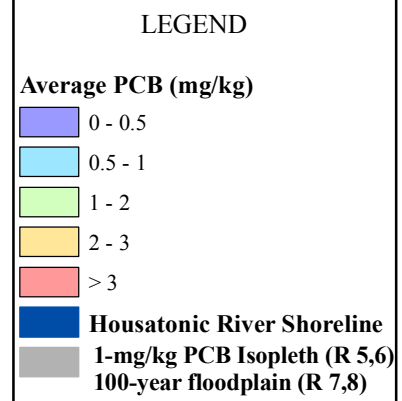 LEGEND
Average PCB (mg/kg)
0 - 0.5
0.5 - 1
1 - 2
2 - 3
> 3
Housatonic River Shoreline
1-mg/kg PCB Isopleth (R 5,6)
100-year floodplain (R 7,8)